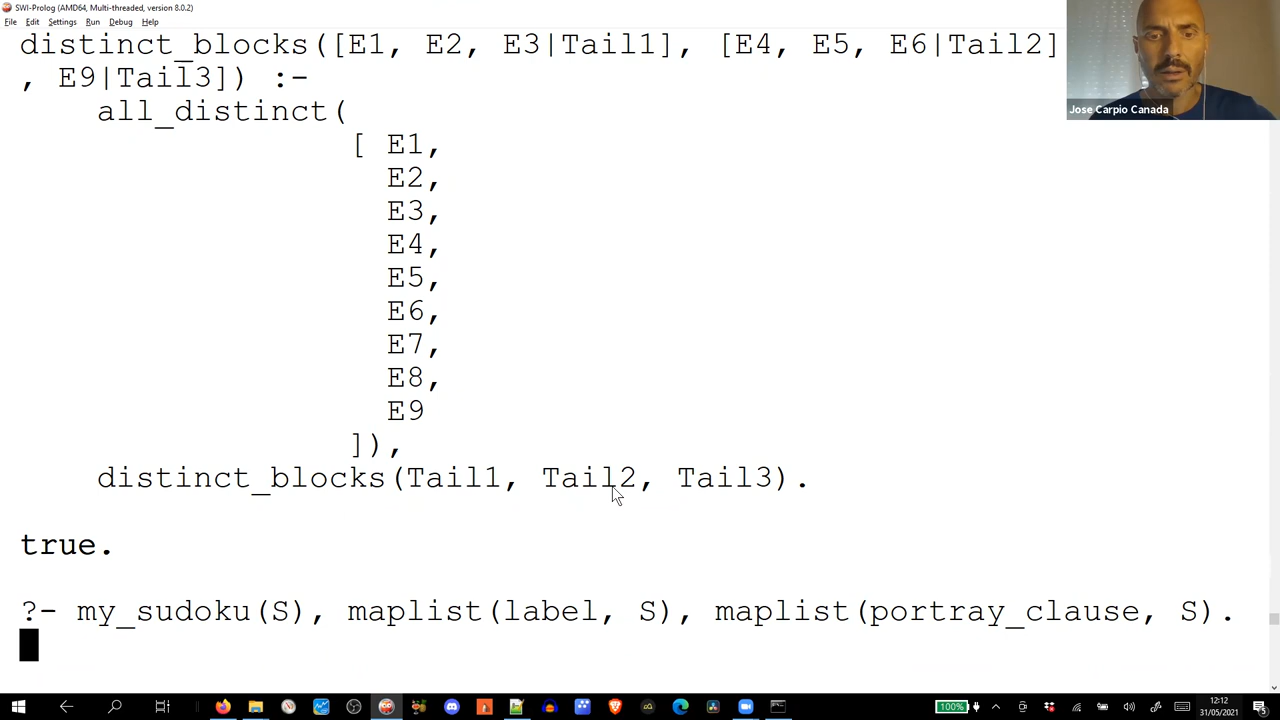 SWI-Prolog (AMD64, Multi-threaded, version 8.0.2)
File Edit Settings Run Debug Help
distinct_blocks([E1, E2, E3|Tail1], [E4, E5, E6|Tail2]
, E9|Tail3]) :-
all_distinct(
[ E1,
E2,
E3,
E4,
E5,
E6,
E7,
E8,
E9
]),
distinct_blocks(Tail1, Tail2, Tail3).
true.
?- my_sudoku(S), maplist(label, S), maplist(portray_clause, S).
Jose Carpio Canada
100%
12:12
31/05/2021
5